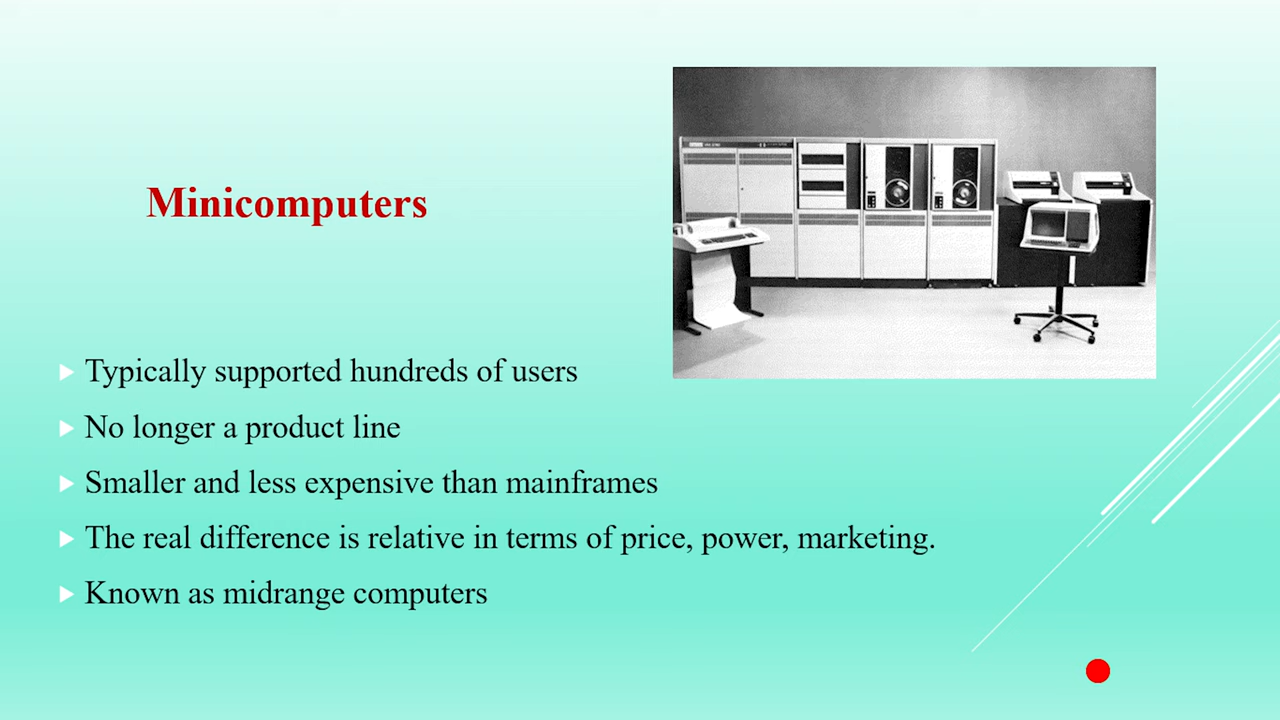 Minicomputers
Typically supported hundreds of users
No longer a product line
Smaller and less expensive than mainframes
The real difference is relative in terms of price, power, marketing.
Known as midrange computers